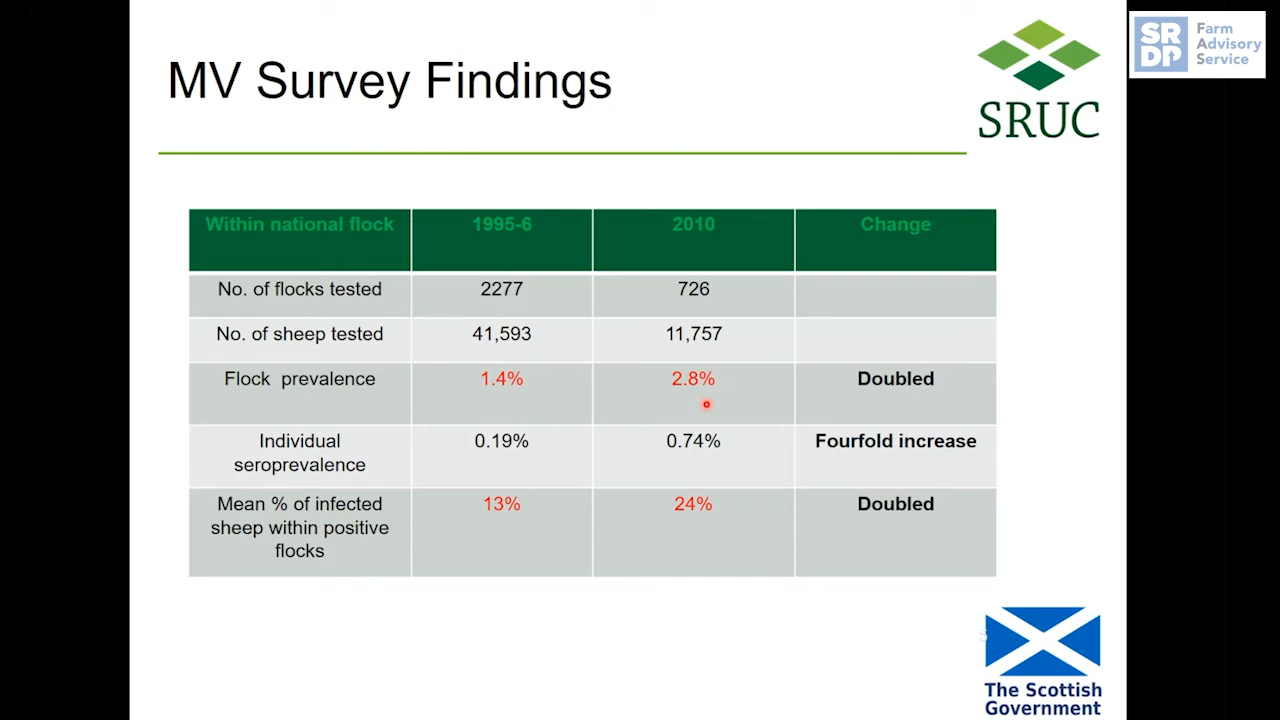 MV Survey Findings
SRUC
SR
DP
Farm
Advisory
Service
Within national flock 1995-6 2010 Change
No. of flocks tested 2277 726
No. of sheep tested 41,593 11,757
Flock prevalence 1.4% 2.8% Doubled
Individual
seroprevalence 0.19% 0.74% Fourfold increase
Mean % of infected
sheep within positive
flocks 13% 24% Doubled
The Scottish
Government